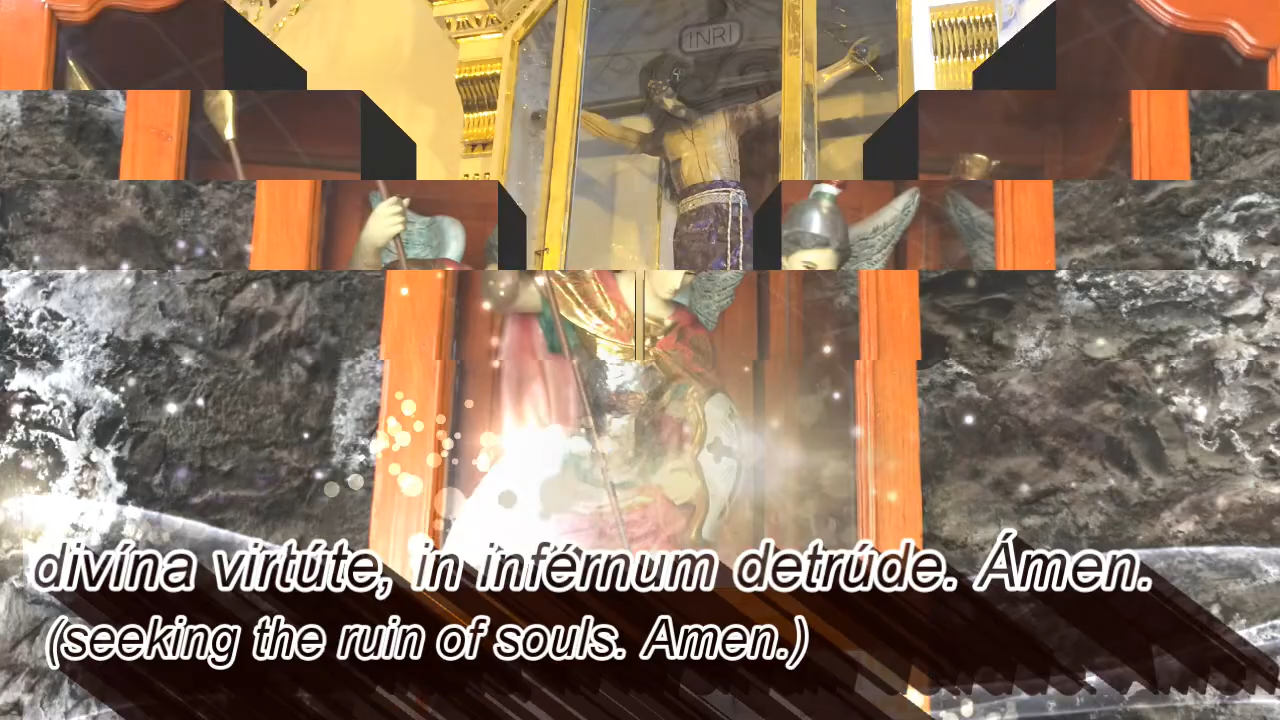 INRI
divína virtúte, in inférnum detrúde. Ámen.
(seeking the ruin of souls. Amen.)